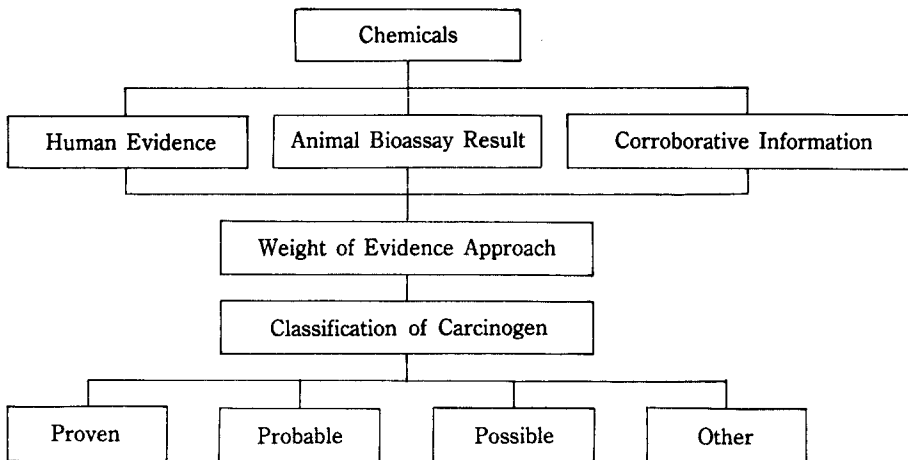 Chemicals
Human Evidence
Animal Bioassay Result
Corroborative Information
Weight of Evidence Approach
Classification of Carcinogen
Proven
Probable
Possible
Other